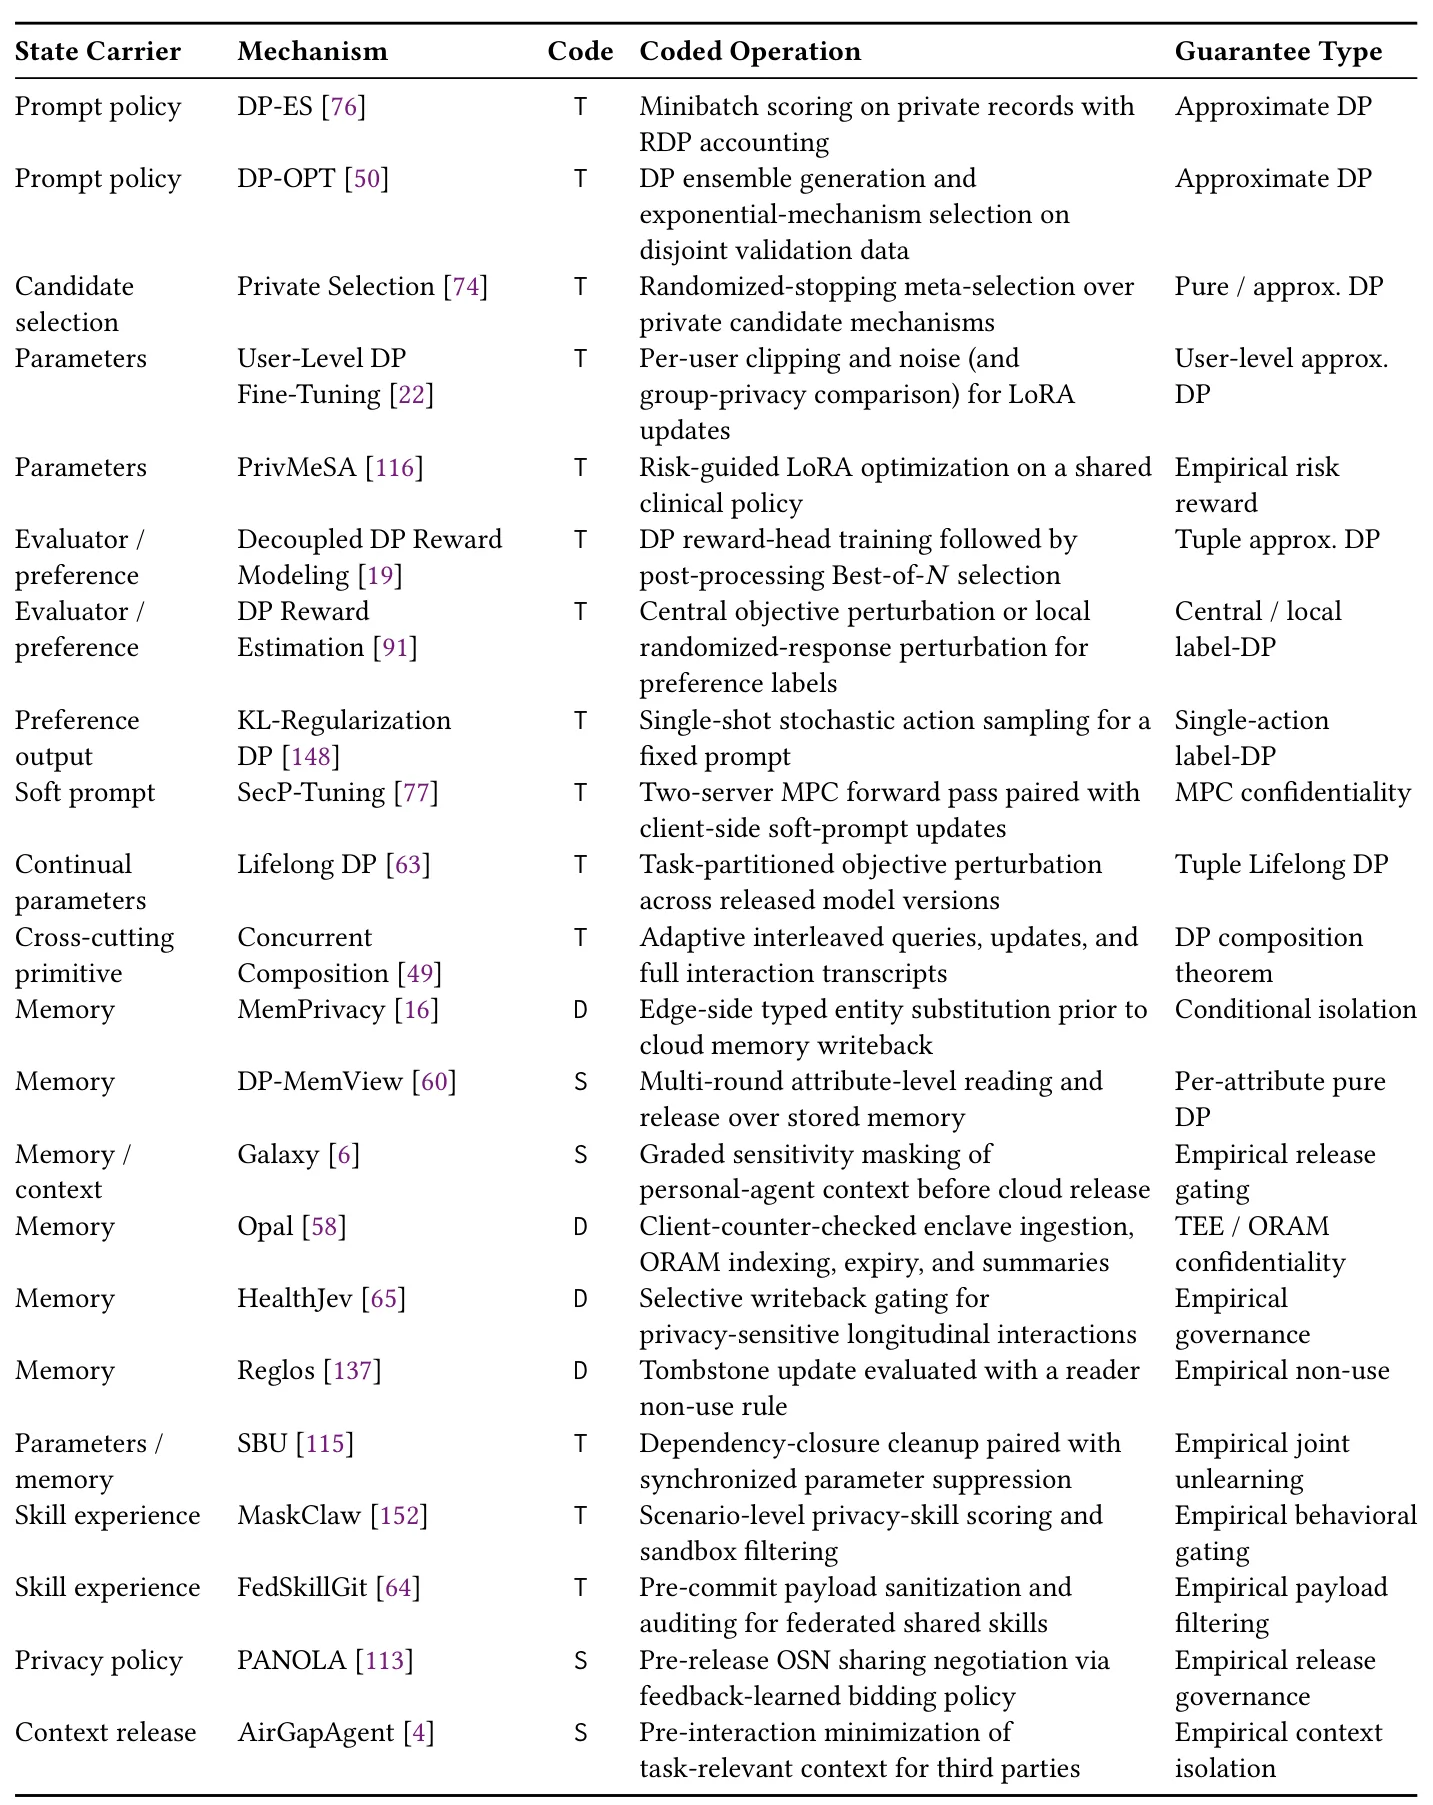 State Carrier Mechanism Code Coded Operation Guarantee Type
Prompt policy DP-ES [76] T Minibatch scoring on private records with Approximate DP
RDP accounting
Prompt policy DP-OPT [50] T DP ensemble generation and Approximate DP
exponential-mechanism selection on
disjoint validation data
Candidate Private Selection [74] T Randomized-stopping meta-selection over Pure / approx. DP
selection private candidate mechanisms
Parameters User-Level DP T Per-user clipping and noise (and User-level approx.
Fine-Tuning [22] group-privacy comparison) for LoRA DP
updates
Parameters PrivMeSA [116] T Risk-guided LoRA optimization on a shared Empirical risk
clinical policy reward
Evaluator / Decoupled DP Reward T DP reward-head training followed by Tuple approx. DP
preference Modeling [19] post-processing Best-of-N selection
Evaluator / DP Reward T Central objective perturbation or local Central / local
preference Estimation [91] randomized-response perturbation for label-DP
preference labels
Preference KL-Regularization T Single-shot stochastic action sampling for a Single-action
output DP [148] fixed prompt label-DP
Soft prompt SecP-Tuning [77] T Two-server MPC forward pass paired with MPC confidentiality
client-side soft-prompt updates
Continual Lifelong DP [63] T Task-partitioned objective perturbation Tuple Lifelong DP
parameters across released model versions
Cross-cutting Concurrent T Adaptive interleaved queries, updates, and DP composition
primitive Composition [49] full interaction transcripts theorem
Memory MemPrivacy [16] D Edge-side typed entity substitution prior to Conditional isolation
cloud memory writeback
Memory DP-MemView [60] S Multi-round attribute-level reading and Per-attribute pure
release over stored memory DP
Memory / Galaxy [6] S Graded sensitivity masking of Empirical release
context personal-agent context before cloud release gating
Memory Opal [58] D Client-counter-checked enclave ingestion, TEE / ORAM
ORAM indexing, expiry, and summaries confidentiality
Memory HealthJev [65] D Selective writeback gating for Empirical
privacy-sensitive longitudinal interactions governance
Memory Reglos [137] D Tombstone update evaluated with a reader Empirical non-use
non-use rule
Parameters / SBU [115] T Dependency-closure cleanup paired with Empirical joint
memory synchronized parameter suppression unlearning
Skill experience MaskClaw [152] T Scenario-level privacy-skill scoring and Empirical behavioral
sandbox filtering gating
Skill experience FedSkillGit [64] T Pre-commit payload sanitization and Empirical payload
auditing for federated shared skills filtering
Privacy policy PANOLA [113] S Pre-release OSN sharing negotiation via Empirical release
feedback-learned bidding policy governance
Context release AirGapAgent [4] S Pre-interaction minimization of Empirical context
task-relevant context for third parties isolation